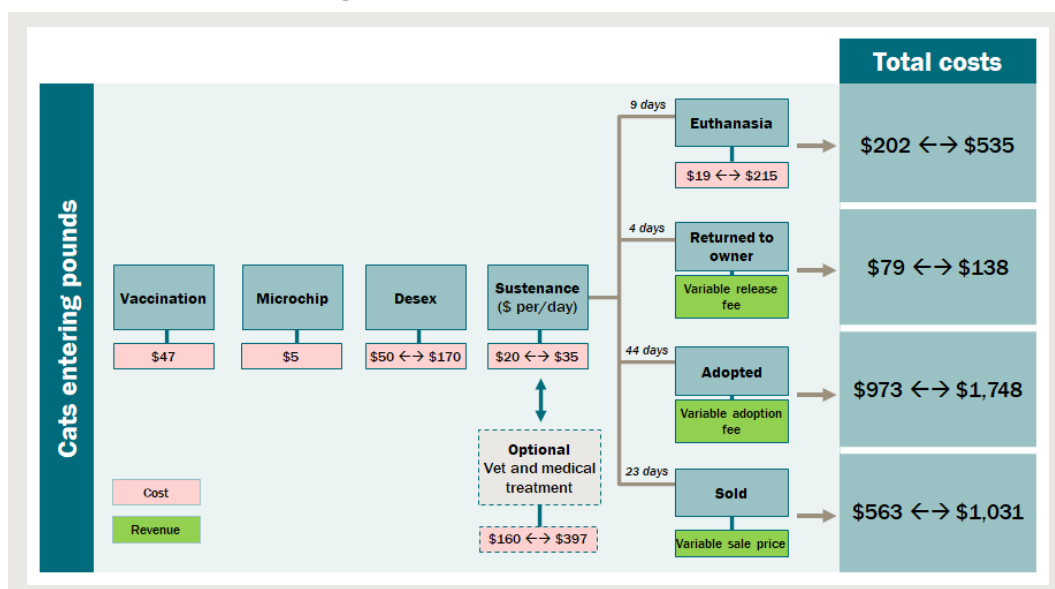 Total costs
Cats entering pounds
Vaccination
$47
Microchip
$5
Desex
$50 ←→ $170
Sustenance
($ per/day)
$20 ←→ $35
Optional
Vet and medical
treatment
$160 ←→ $397
9 days
Euthanasia
$19 ←→ $215
$202 ←→ $535
4 days
Returned to
owner
Variable release
fee
$79 ←→ $138
44 days
Adopted
Variable adoption
fee
$973 ←→ $1,748
23 days
Sold
Variable sale price
$563 ←→ $1,031
Cost
Revenue